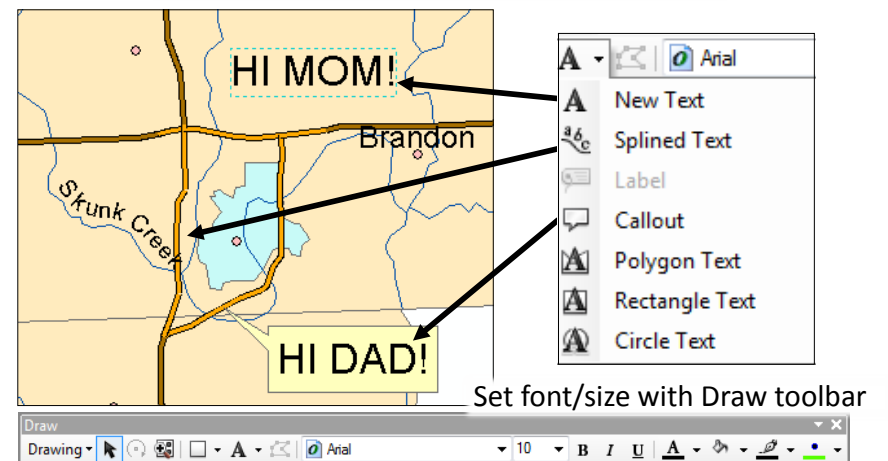 HI MOM!
Brandon
Skunk Creek
HI DAD!
A Arial
A New Text
abc Splined Text
Label
Callout
A Polygon Text
A Rectangle Text
A Circle Text
Set font/size with Draw toolbar
Draw
Drawing A Arial 10 B I U A